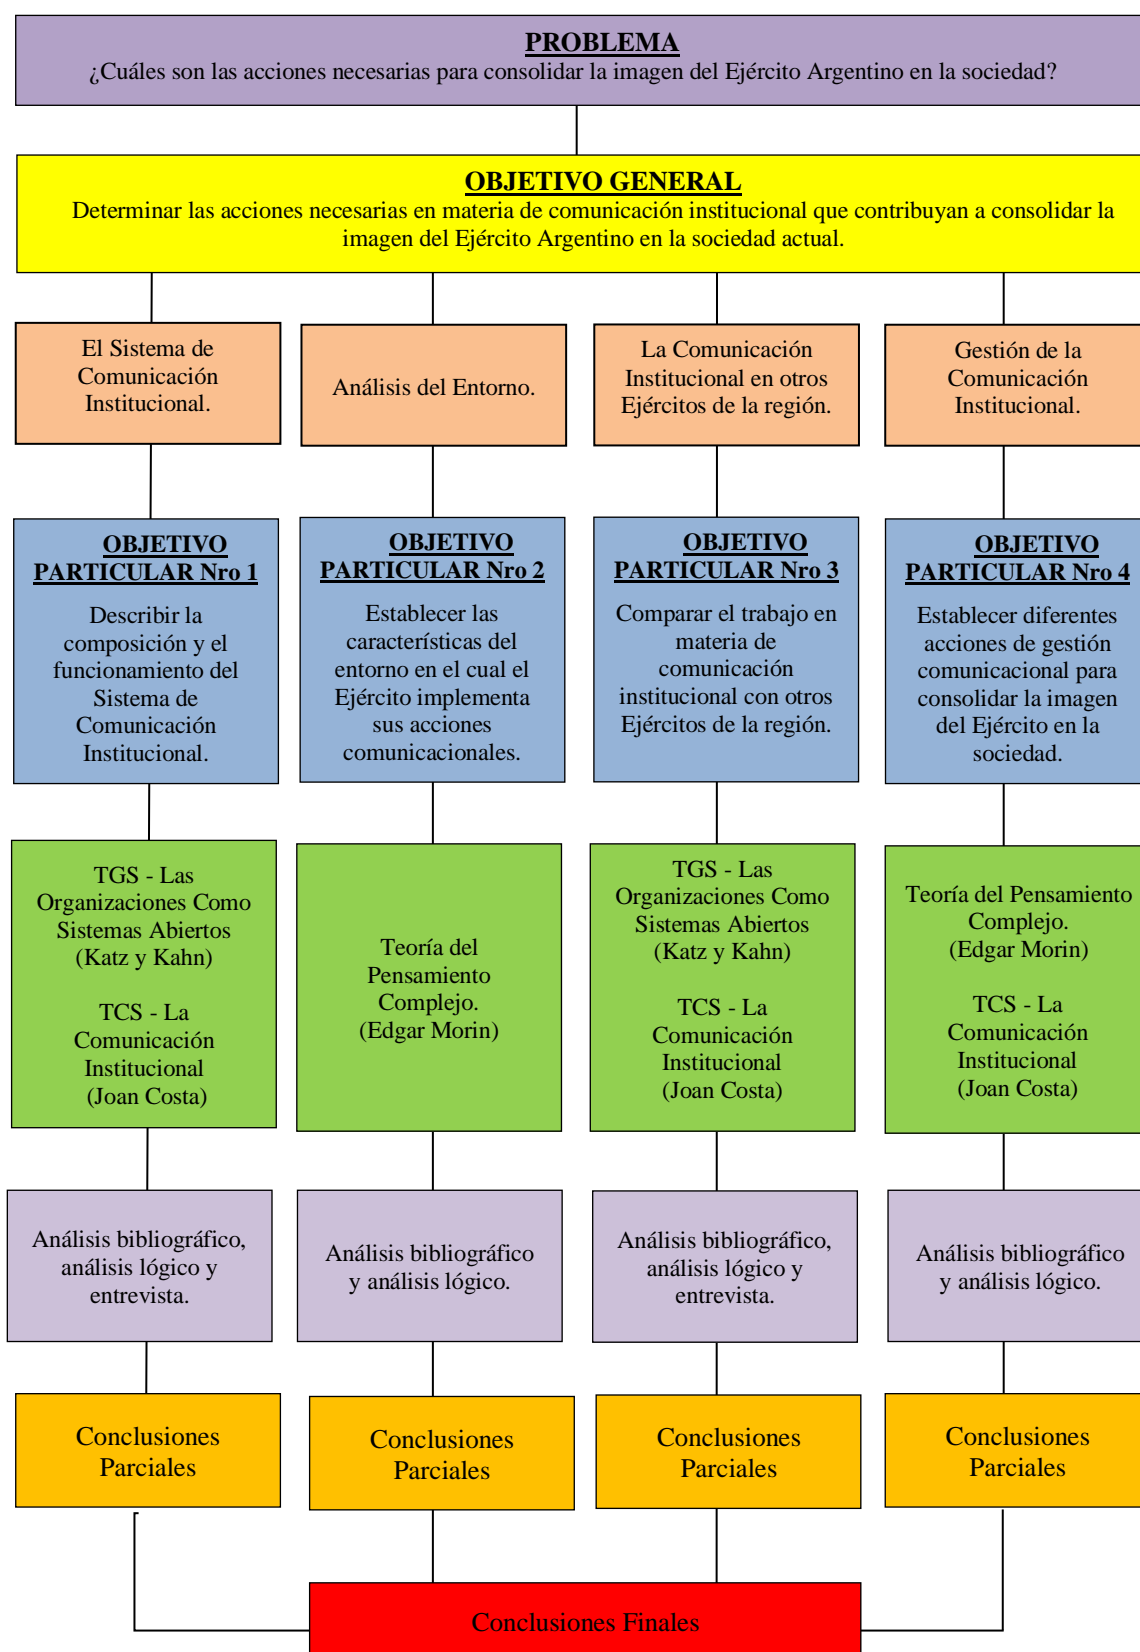 PROBLEMA
¿Cuáles son las acciones necesarias para consolidar la imagen del Ejército Argentino en la sociedad?
OBJETIVO GENERAL
Determinar las acciones necesarias en materia de comunicación institucional que contribuyan a consolidar la
imagen del Ejército Argentino en la sociedad actual.
El Sistema de
Comunicación
Institucional.
Análisis del Entorno.
La Comunicación
Institucional en otros
Ejércitos de la región.
Gestión de la
Comunicación
Institucional.
OBJETIVO
PARTICULAR Nro 1
Describir la
composición y el
funcionamiento del
Sistema de
Comunicación
Institucional.
OBJETIVO
PARTICULAR Nro 2
Establecer las
características del
entorno en el cual el
Ejército implementa
sus acciones
comunicacionales.
OBJETIVO
PARTICULAR Nro 3
Comparar el trabajo en
materia de
comunicación
institucional con otros
Ejércitos de la región.
OBJETIVO
PARTICULAR Nro 4
Establecer diferentes
acciones de gestión
comunicacional para
consolidar la imagen
del Ejército en la
sociedad.
TGS - Las
Organizaciones Como
Sistemas Abiertos
(Katz y Kahn)
TCS - La
Comunicación
Institucional
(Joan Costa)
Teoría del
Pensamiento
Complejo.
(Edgar Morin)
TGS - Las
Organizaciones Como
Sistemas Abiertos
(Katz y Kahn)
TCS - La
Comunicación
Institucional
(Joan Costa)
Teoría del Pensamiento
Complejo.
(Edgar Morin)
TCS - La
Comunicación
Institucional
(Joan Costa)
Análisis bibliográfico,
análisis lógico y
entrevista.
Análisis bibliográfico
y análisis lógico.
Análisis bibliográfico,
análisis lógico y
entrevista.
Análisis bibliográfico
y análisis lógico.
Conclusiones
Parciales
Conclusiones
Parciales
Conclusiones
Parciales
Conclusiones
Parciales
Conclusiones Finales